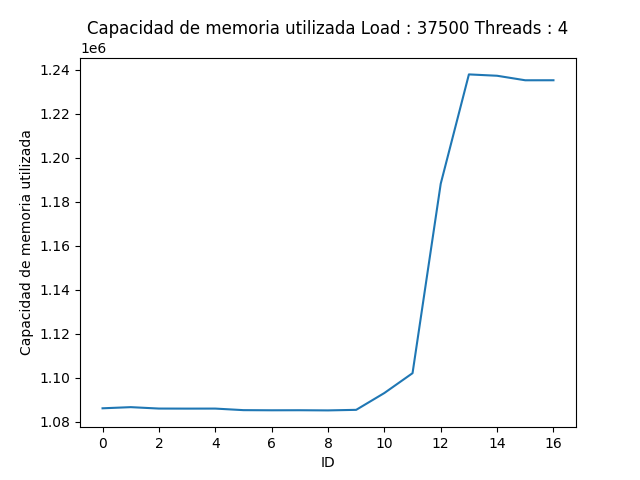 Capacidad de memoria utilizada Load : 37500 Threads : 4
1e6
1.24
1.22
1.20
1.18
1.16
1.14
1.12
1.10
1.08
Capacidad de memoria utilizada
0 2 4 6 8 10 12 14 16
ID